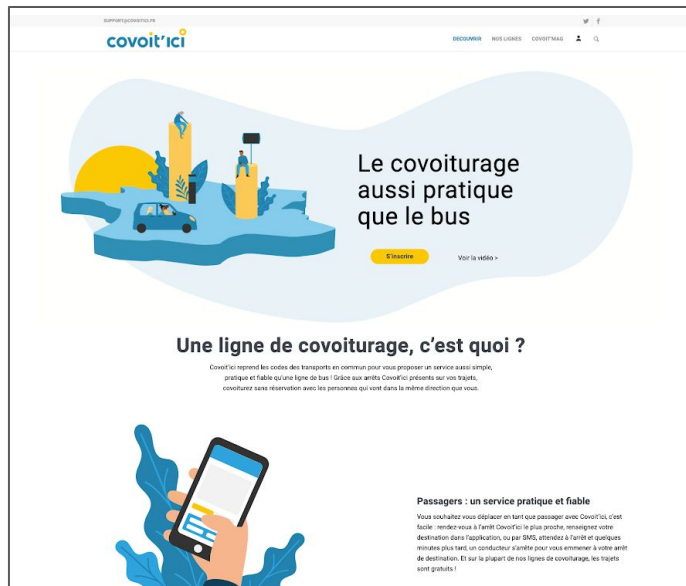 SUPPORT@COVOITICI.FR
covoit'ici
DECOUVRIR NOS LIGNES COVOIT'MAG
Le covoiturage
aussi pratique
que le bus
S'inscrire
Voir la vidéo >
Une ligne de covoiturage, c'est quoi ?
Covoit'ici reprend les codes des transports en commun pour vous proposer un service aussi simple,
pratique et fiable qu'une ligne de bus ! Grâce aux arrêts Covoit'ici présents sur vos trajets,
covoiturez sans réservation avec les personnes qui vont dans la même direction que vous.
Passagers : un service pratique et fiable
Vous souhaitez vous déplacer en tant que passager avec Covoit'ici, c'est
facile : rendez-vous à l'arrêt Covoit'ici le plus proche, renseignez votre
destination dans l'application, ou par SMS, attendez à l'arrêt et quelques
minutes plus tard, un conducteur s'arrête pour vous emmener à votre arrêt
de destination. Et sur la plupart de nos lignes de covoiturage, les trajets
sont gratuits !